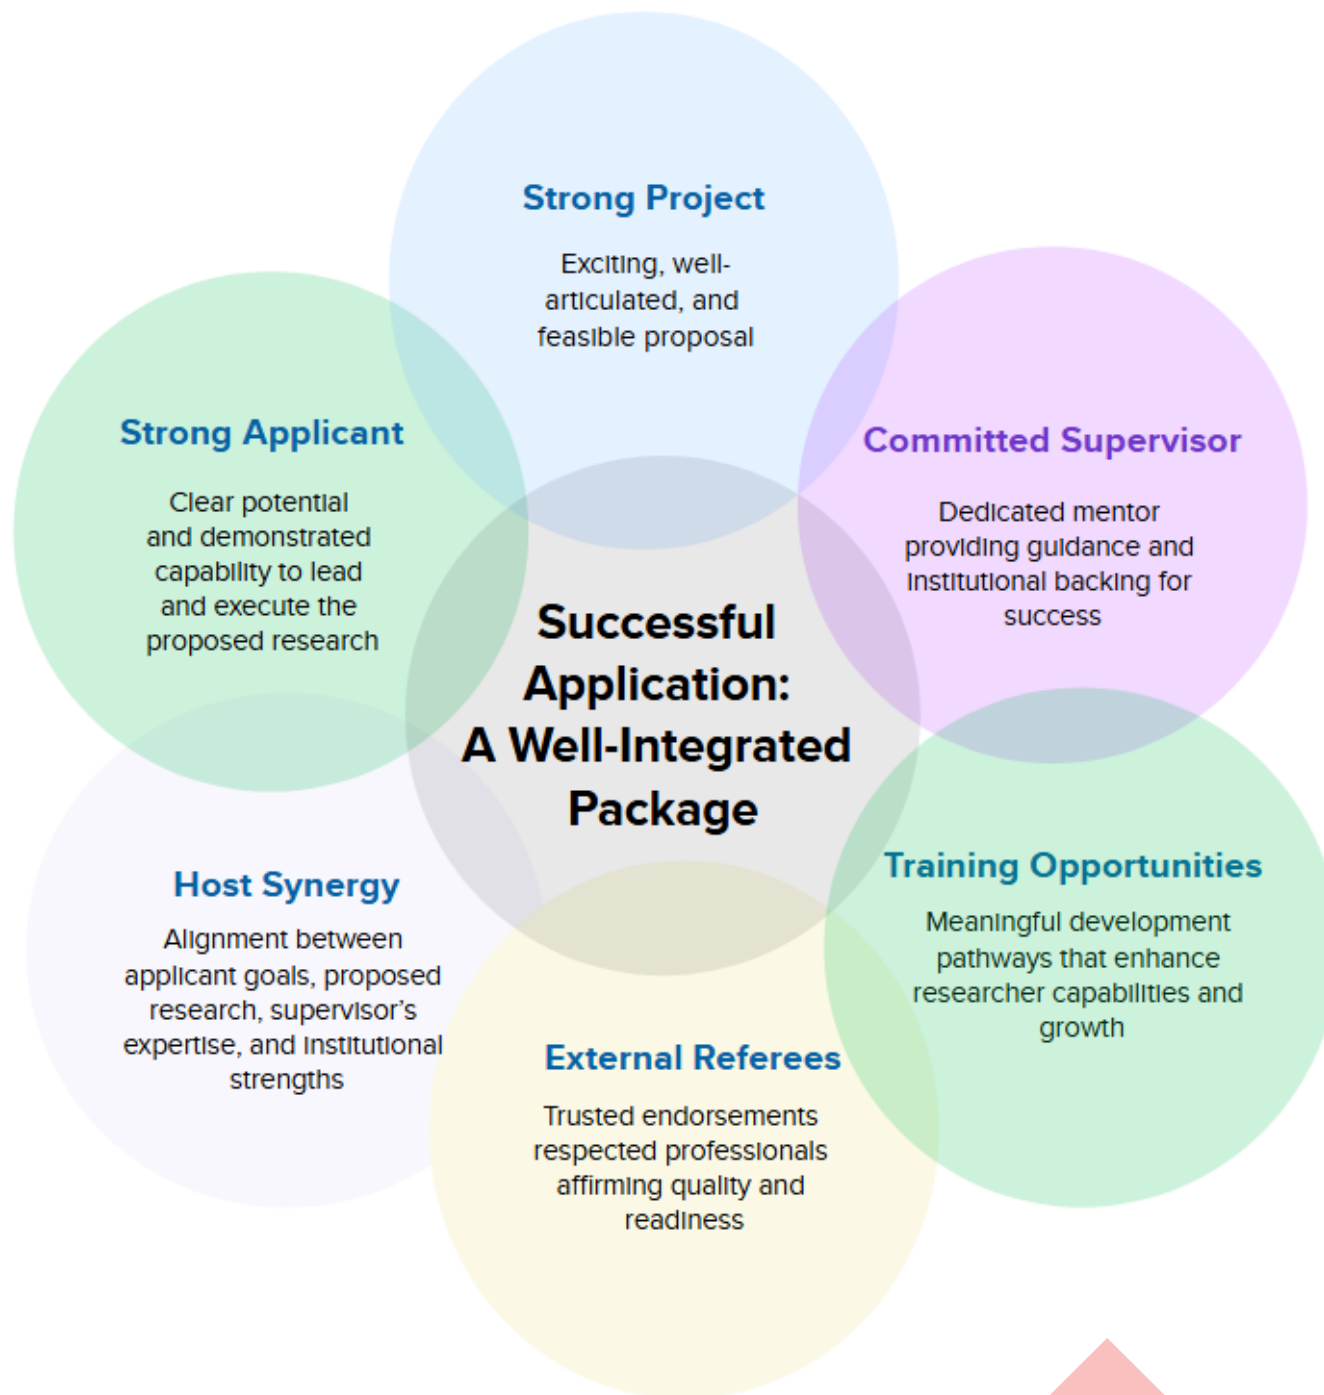 Strong Project
Exciting, well-
articulated, and
feasible proposal
Strong Applicant
Clear potential
and demonstrated
capability to lead
and execute the
proposed research
Committed Supervisor
Dedicated mentor
providing guidance and
institutional backing for
success
Successful
Application:
A Well-Integrated
Package
Host Synergy
Alignment between
applicant goals, proposed
research, supervisor's
expertise, and institutional
strengths
Training Opportunities
Meaningful development
pathways that enhance
researcher capabilities and
growth
External Referees
Trusted endorsements
respected professionals
affirming quality and
readiness